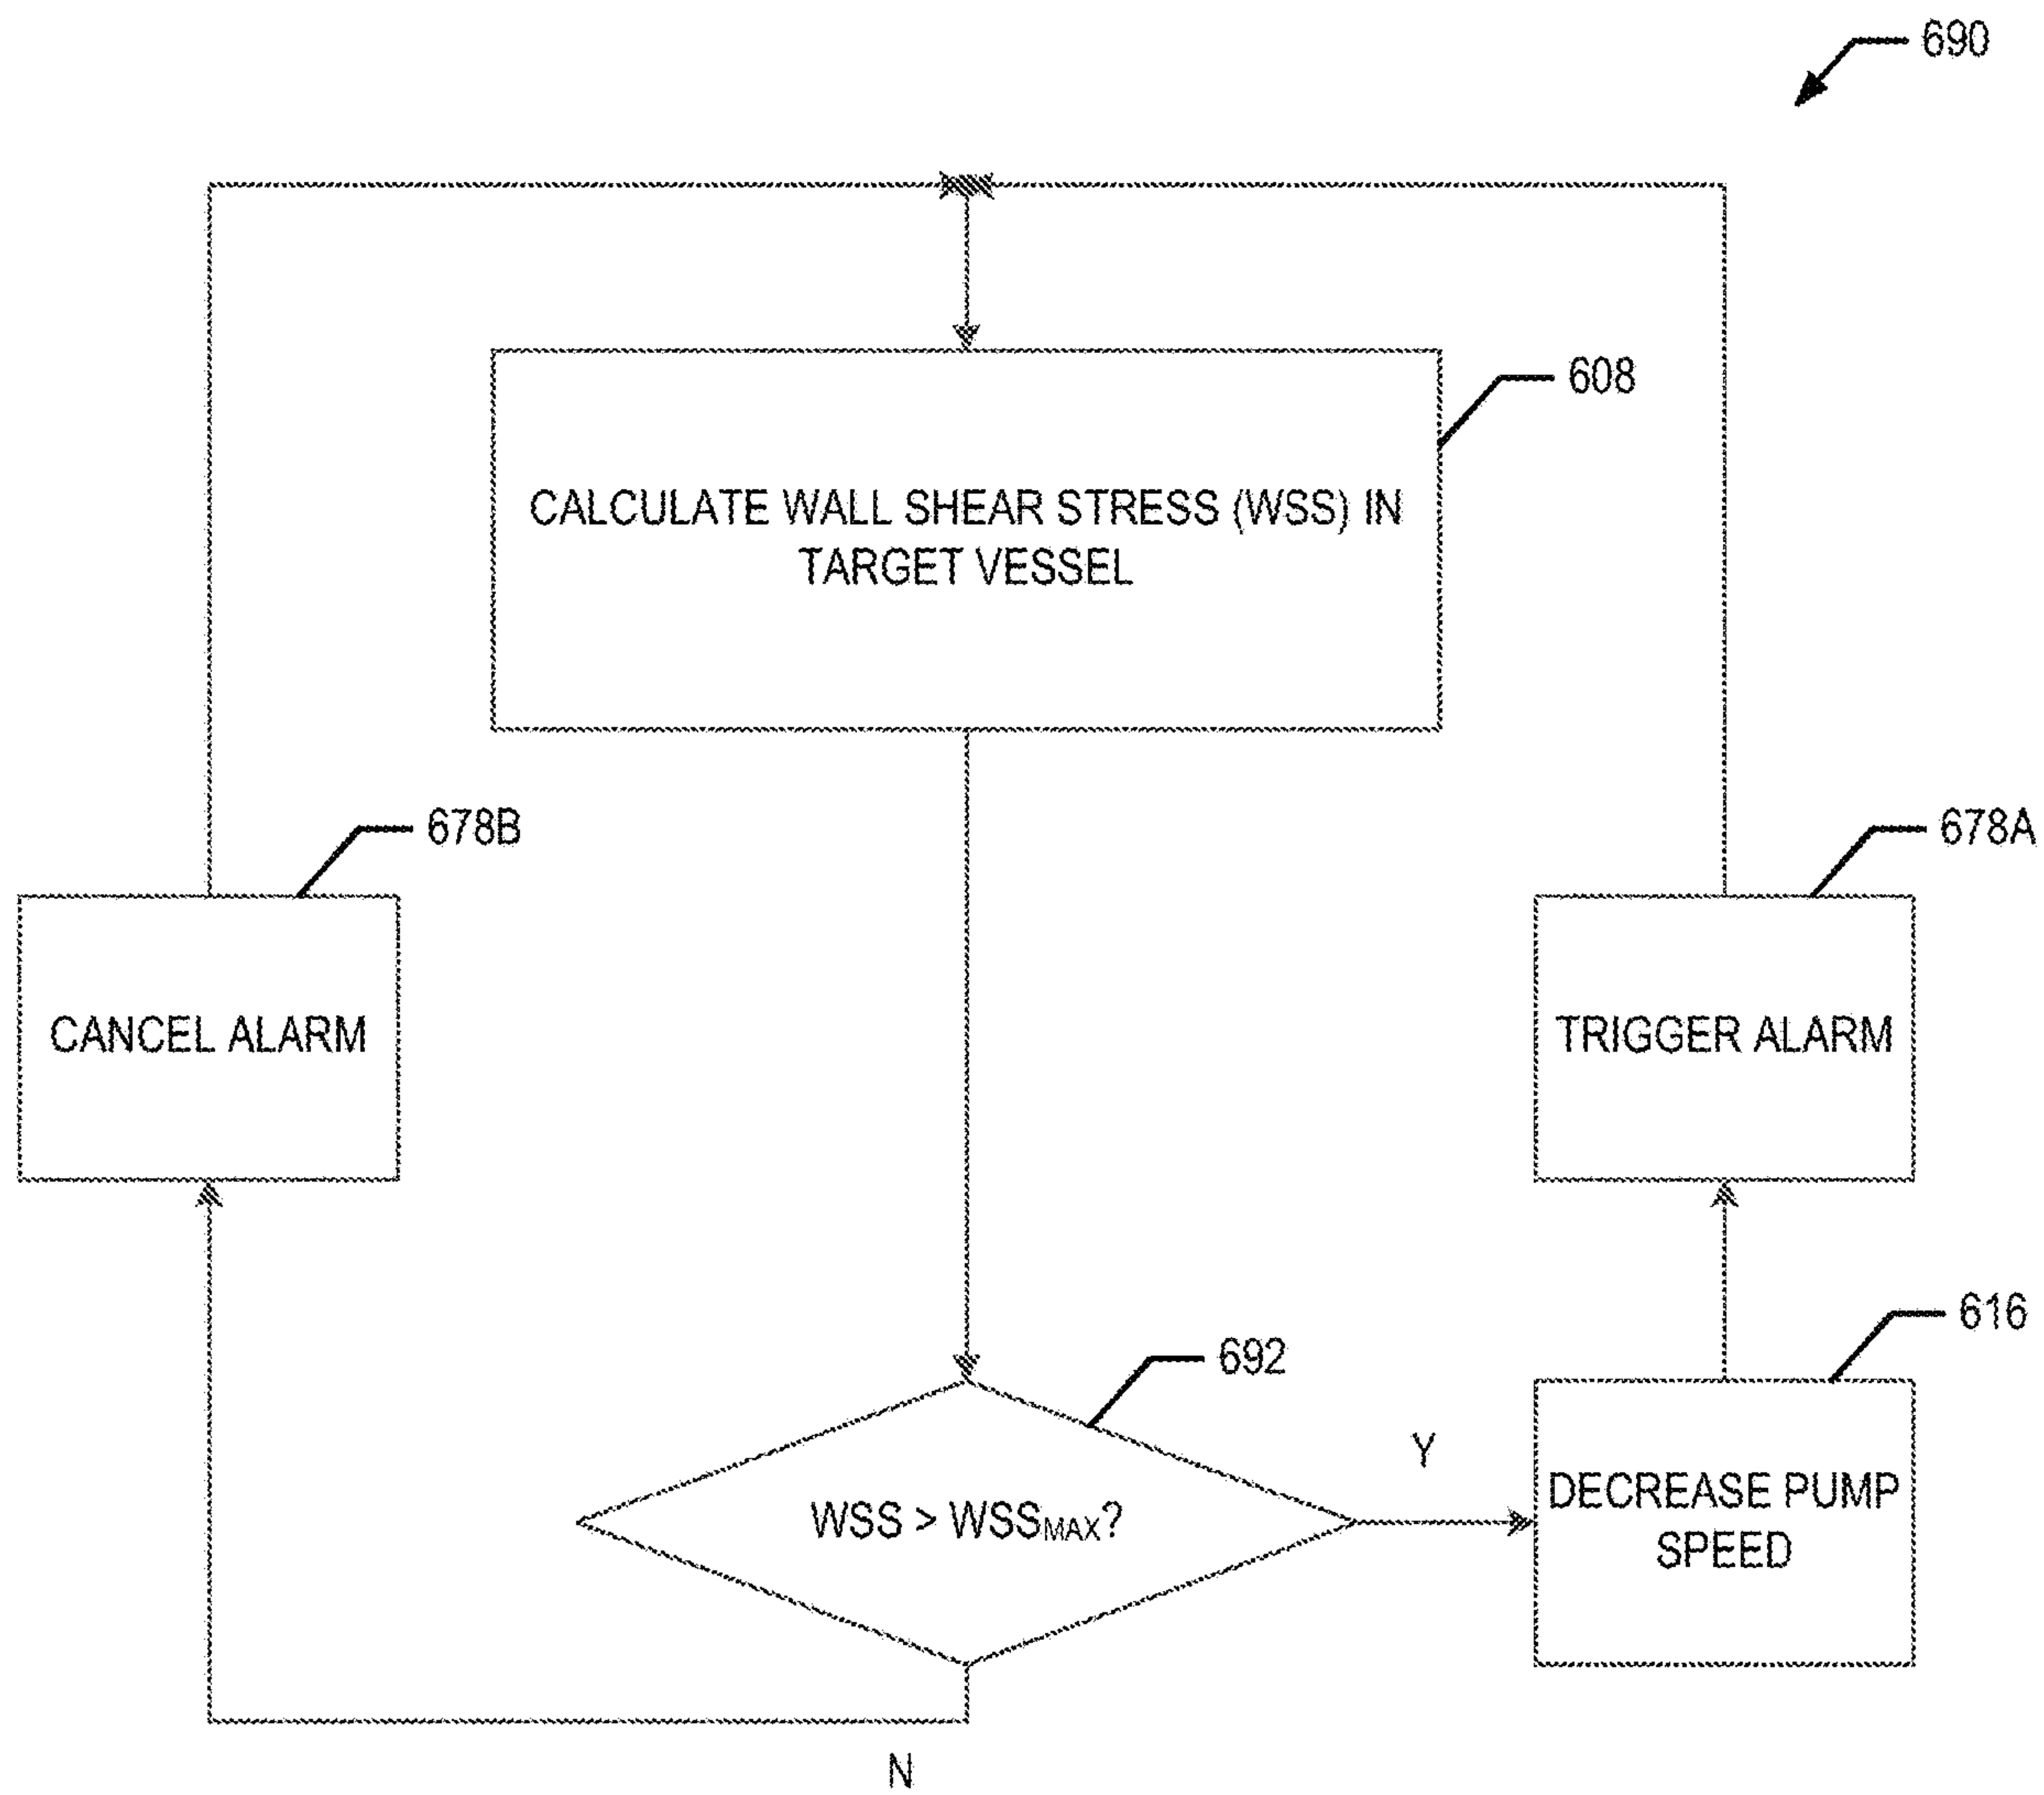 690
608
CALCULATE WALL SHEAR STRESS (WSS) IN
TARGET VESSEL
678B
678A
CANCEL ALARM
TRIGGER ALARM
616
692
Y
DECREASE PUMP
SPEED
WSS > WSSMAX?
N